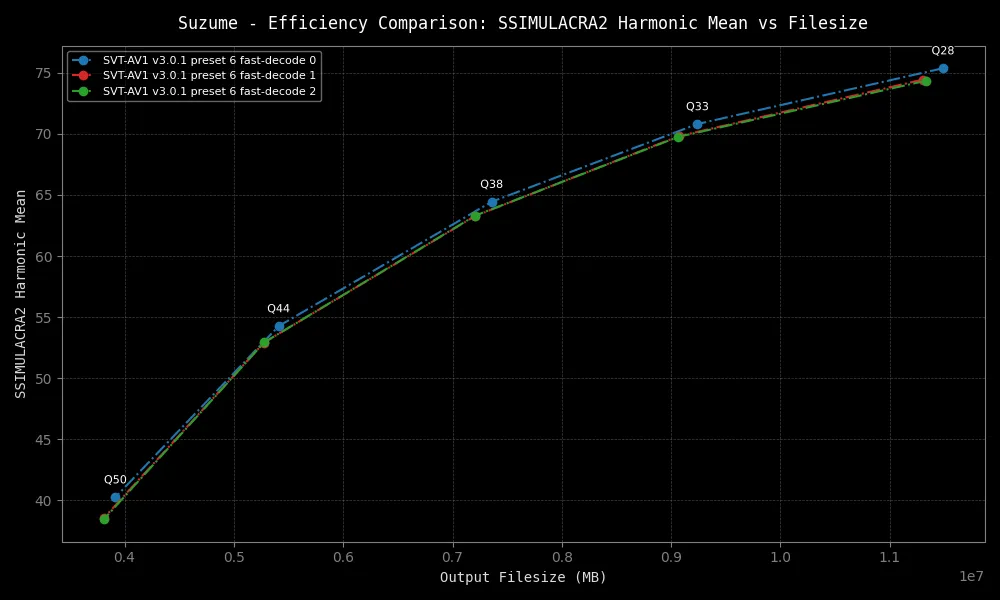 Suzume - Efficiency Comparison: SSIMULACRA2 Harmonic Mean vs Filesize
SVT-AV1 v3.0.1 preset 6 fast-decode 0
SVT-AV1 v3.0.1 preset 6 fast-decode 1
SVT-AV1 v3.0.1 preset 6 fast-decode 2
Q28
Q33
Q38
Q44
Q50
SSIMULACRA2 Harmonic Mean
75
70
65
60
55
50
45
40
0.4 0.5 0.6 0.7 0.8 0.9 1.0 1.1
1e7
Output Filesize (MB)